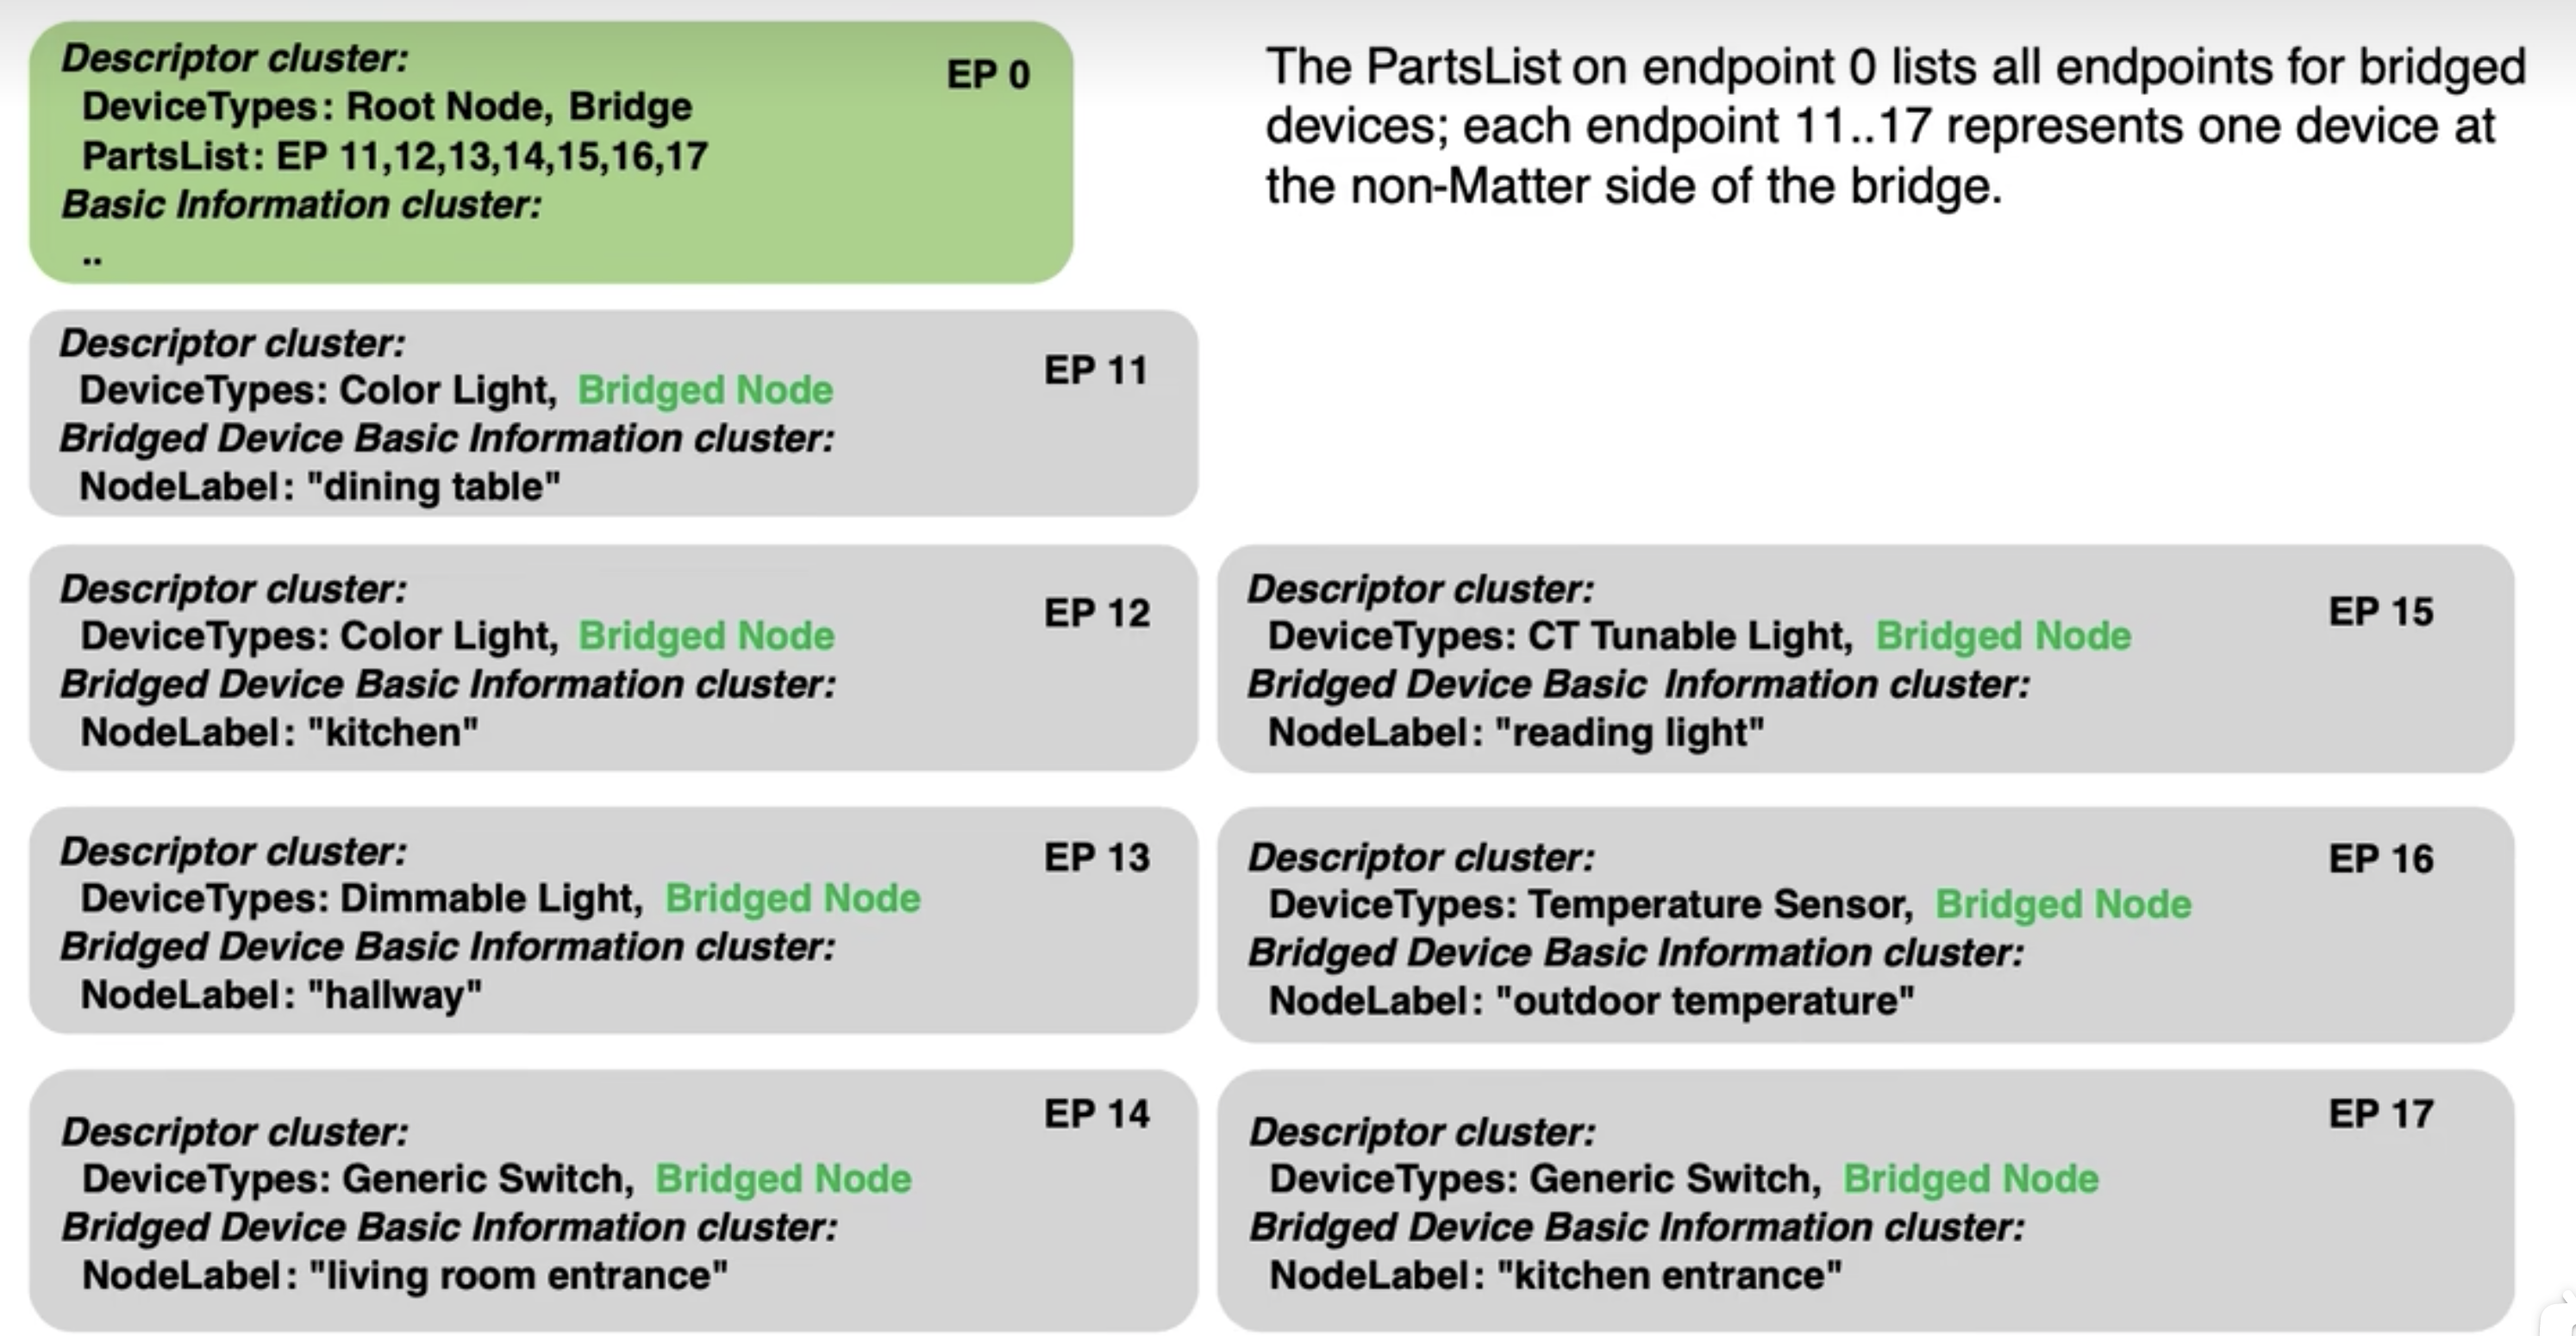 Descriptor cluster:
EP 0
DeviceTypes: Root Node, Bridge
PartsList: EP 11,12,13,14,15,16,17
Basic Information cluster:
..
The PartsList on endpoint 0 lists all endpoints for bridged
devices; each endpoint 11..17 represents one device at
the non-Matter side of the bridge.
Descriptor cluster:
EP 11
DeviceTypes: Color Light, Bridged Node
Bridged Device Basic Information cluster:
NodeLabel: "dining table"
Descriptor cluster:
EP 12
DeviceTypes: Color Light, Bridged Node
Bridged Device Basic Information cluster:
NodeLabel: "kitchen"
Descriptor cluster:
EP 13
DeviceTypes: Dimmable Light, Bridged Node
Bridged Device Basic Information cluster:
NodeLabel: "hallway"
EP 14
Descriptor cluster:
DeviceTypes: Generic Switch, Bridged Node
Bridged Device Basic Information cluster:
NodeLabel: "living room entrance"
Descriptor cluster:
EP 15
DeviceTypes: CT Tunable Light, Bridged Node
Bridged Device Basic Information cluster:
NodeLabel: "reading light"
Descriptor cluster:
EP 16
DeviceTypes: Temperature Sensor, Bridged Node
Bridged Device Basic Information cluster:
NodeLabel: "outdoor temperature"
EP 17
Descriptor cluster:
DeviceTypes: Generic Switch, Bridged Node
Bridged Device Basic Information cluster:
NodeLabel: "kitchen entrance"